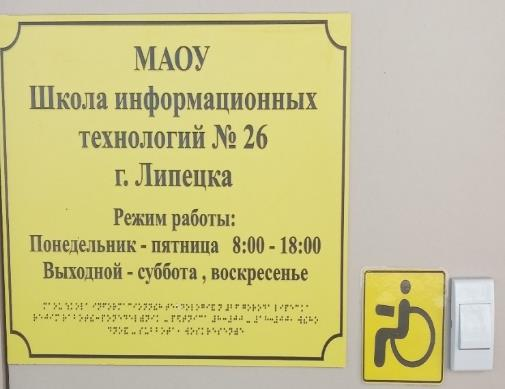 МАОУ
Школа информационных
технологий № 26
г. Липецка
Режим работы:
Понедельник - пятница 8:00 - 18:00
Выходной - суббота , воскресенье